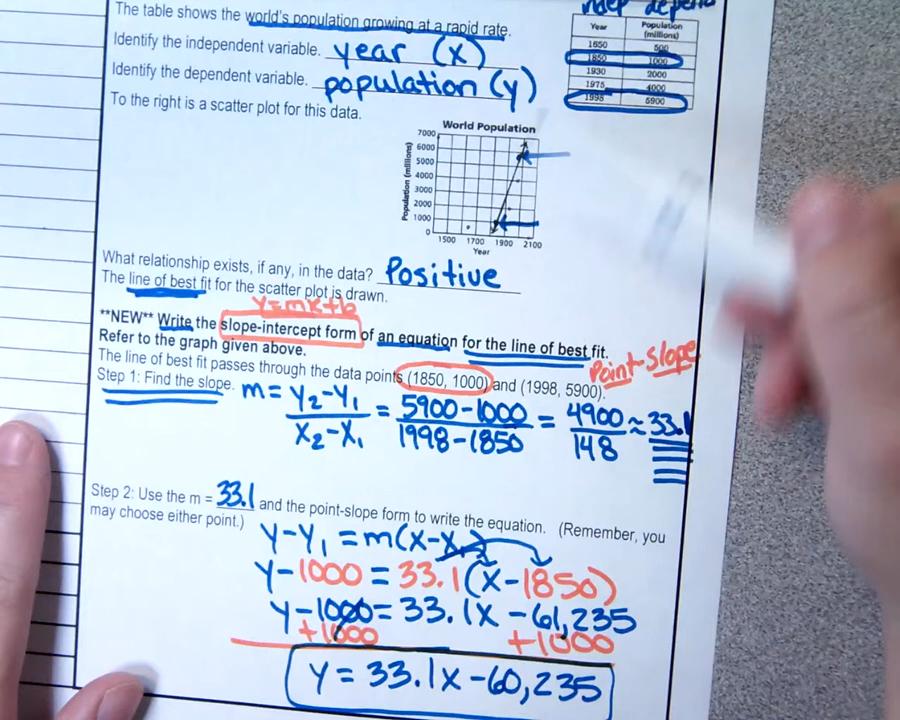 The table shows the world's population growing at a rapid rate.
indep depend
Identify the independent variable. year (x)
Identify the dependent variable. population (y)
To the right is a scatter plot for this data.
Year Population (millions)
1650 500
1850 1000
1930 2000
1975 4000
1998 5900
World Population
Population (millions)
7000
6000
5000
4000
3000
2000
1000
0
1500 1700 1900 2100
Year
What relationship exists, if any, in the data? Positive
The line of best fit for the scatter plot is drawn.
y=mx+b
**NEW** Write the slope-intercept form of an equation for the line of best fit.
Refer to the graph given above.
Point-Slope
The line of best fit passes through the data points (1850, 1000) and (1998, 5900).
Step 1: Find the slope. m = y₂-y₁ / x₂-x₁ = 5900-1000 / 1998-1850 = 4900 / 148 ≈ 33.1
Step 2: Use the m = 33.1 and the point-slope form to write the equation. (Remember, you
may choose either point.)
y-y₁ = m(x-x₁)
y-1000 = 33.1(x-1850)
y-1000 = 33.1x - 61,235
+1000 +1000
y = 33.1x - 60,235